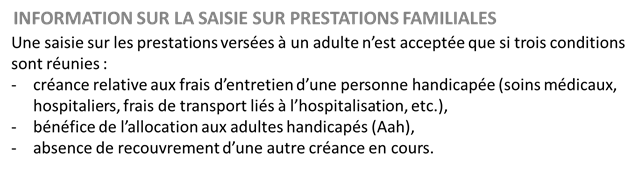 INFORMATION SUR LA SAISIE SUR PRESTATIONS FAMILIALES
Une saisie sur les prestations versées à un adulte n’est acceptée que si trois conditions
sont réunies :
- créance relative aux frais d’entretien d’une personne handicapée (soins médicaux,
hospitaliers, frais de transport liés à l’hospitalisation, etc.),
- bénéfice de l’allocation aux adultes handicapés (Aah),
- absence de recouvrement d’une autre créance en cours.